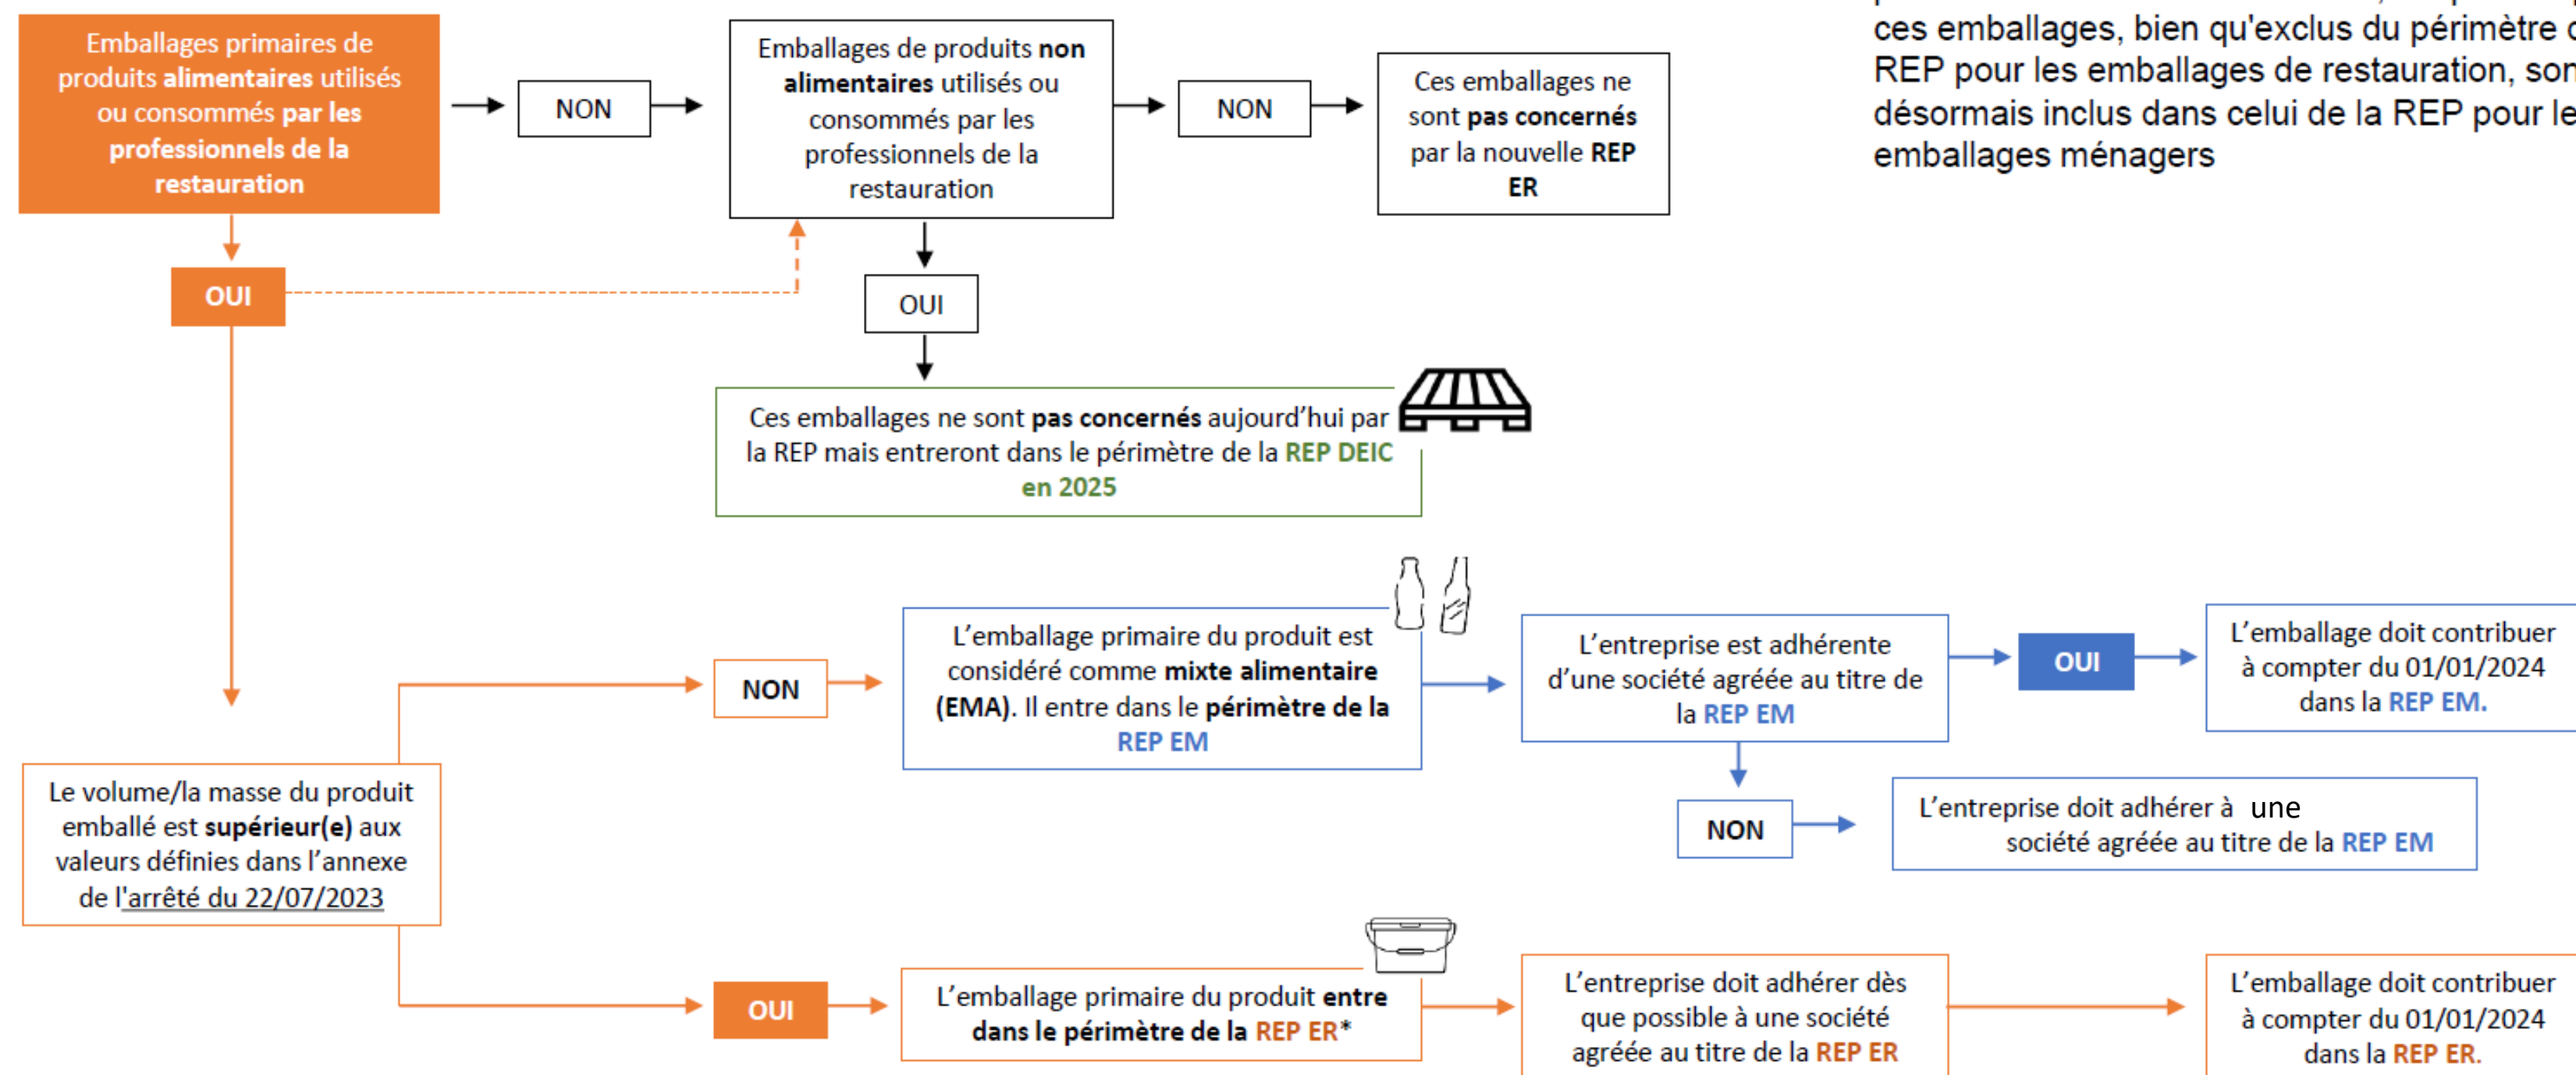 Emballages primaires de
produits alimentaires utilisés
ou consommés par les
professionnels de la
restauration
NON
Emballages de produits non
alimentaires utilisés ou
consommés par les
professionnels de la
restauration
NON
Ces emballages ne
sont pas concernés
par la nouvelle REP
ER
ces emballages, bien qu'exclus du périmètre
REP pour les emballages de restauration,
désormais inclus dans celui de la REP pour
emballages ménagers
OUI
OUI
Ces emballages ne sont pas concernés aujourd’hui par
la REP mais entreront dans le périmètre de la REP DEIC
en 2025
Le volume/la masse du produit
emballé est supérieur(e) aux
valeurs définies dans l’annexe
de l'arrêté du 22/07/2023
NON
L’emballage primaire du produit est
considéré comme mixte alimentaire
(EMA). Il entre dans le périmètre de la
REP EM
L’entreprise est adhérente
d’une société agréée au titre de
la REP EM
OUI
L’emballage doit contribuer
à compter du 01/01/2024
dans la REP EM.
NON
L’entreprise doit adhérer à une
société agréée au titre de la REP EM
OUI
L’emballage primaire du produit entre
dans le périmètre de la REP ER*
L’entreprise doit adhérer dès
que possible à une société
agréée au titre de la REP ER
L’emballage doit contribuer
à compter du 01/01/2024
dans la REP ER.